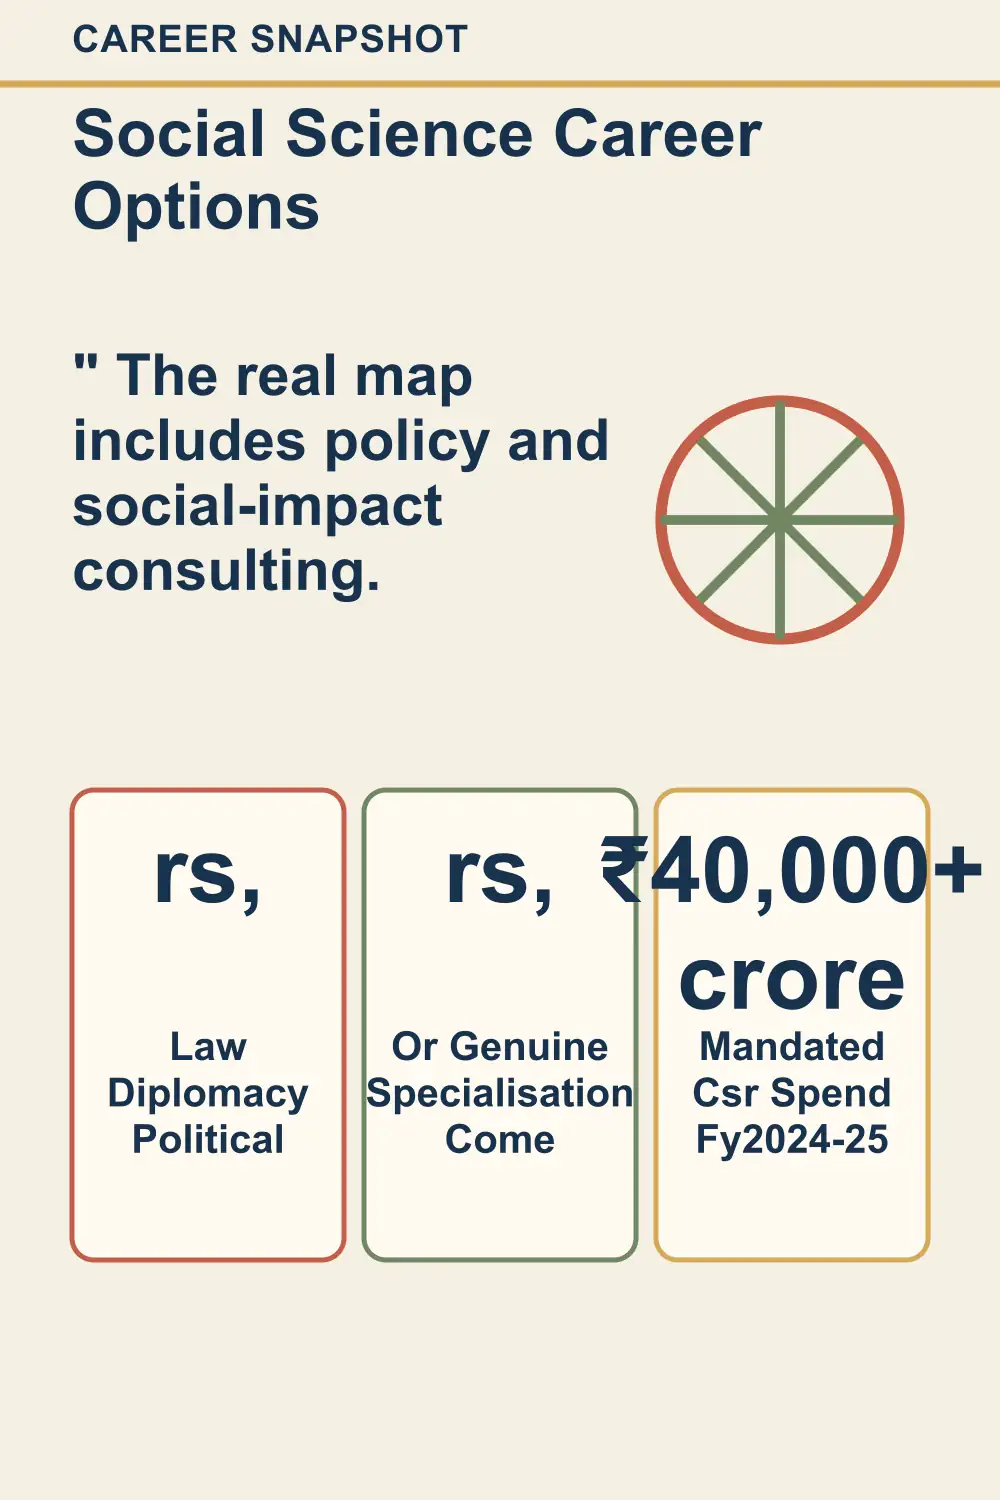 CAREER SNAPSHOT
Social Science Career
Options
" The real map
includes policy and
social-impact
consulting.
rs,
Law
Diplomacy
Political
rs,
Or Genuine
Specialisation
Come
₹40,000+
crore
Mandated
Csr Spend
Fy2024-25